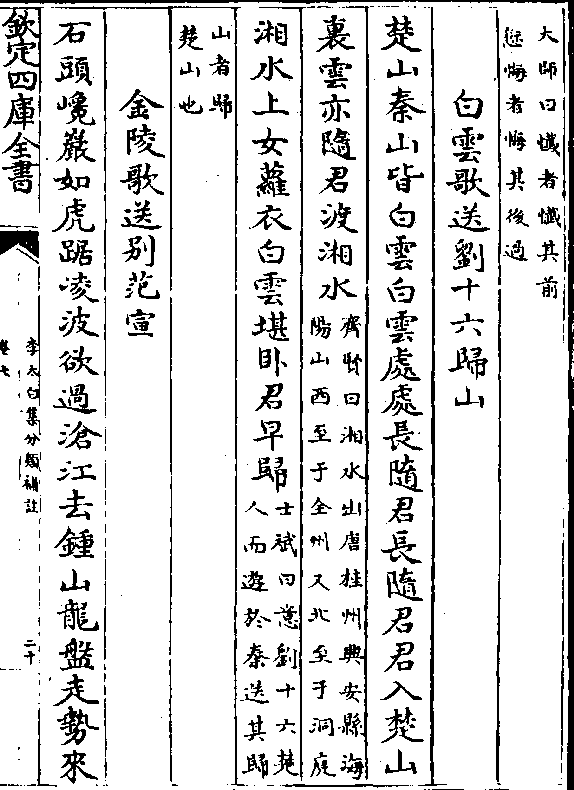 大師曰懺者懺其前
愆悔者悔其後過
白雲歌送劉十六歸山
楚山秦山皆白雲白雲處處長隨君長隨君君入楚山
裏雲亦隨君渡湘水
齊賢曰湘水出唐桂州興安縣海
陽山西至于全州又北至于洞庭
湘水上女蘿衣白雲堪卧君早歸
士贇曰意劉十六楚
人而遊於秦送其歸
山者歸
楚山也
金陵歌送别范宣
石頭巉巖如虎踞凌波欲過滄江去鍾山龍盤走勢來
欽定四庫全書
李太白集分類補註
卷七
二十